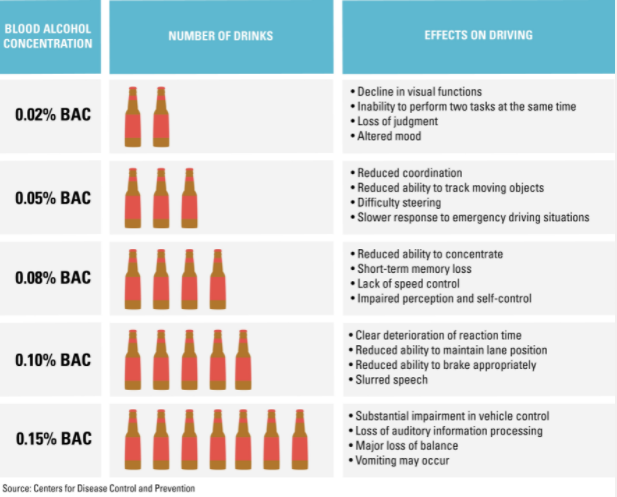 BLOOD ALCOHOL
CONCENTRATION
NUMBER OF DRINKS
EFFECTS ON DRIVING
0.02% BAC
• Decline in visual functions
• Inability to perform two tasks at the same time
• Loss of judgment
• Altered mood
0.05% BAC
• Reduced coordination
• Reduced ability to track moving objects
• Difficulty steering
• Slower response to emergency driving situations
0.08% BAC
• Reduced ability to concentrate
• Short-term memory loss
• Lack of speed control
• Impaired perception and self-control
0.10% BAC
• Clear deterioration of reaction time
• Reduced ability to maintain lane position
• Reduced ability to brake appropriately
• Slurred speech
0.15% BAC
• Substantial impairment in vehicle control
• Loss of auditory information processing
• Major loss of balance
• Vomiting may occur
Source: Centers for Disease Control and Prevention